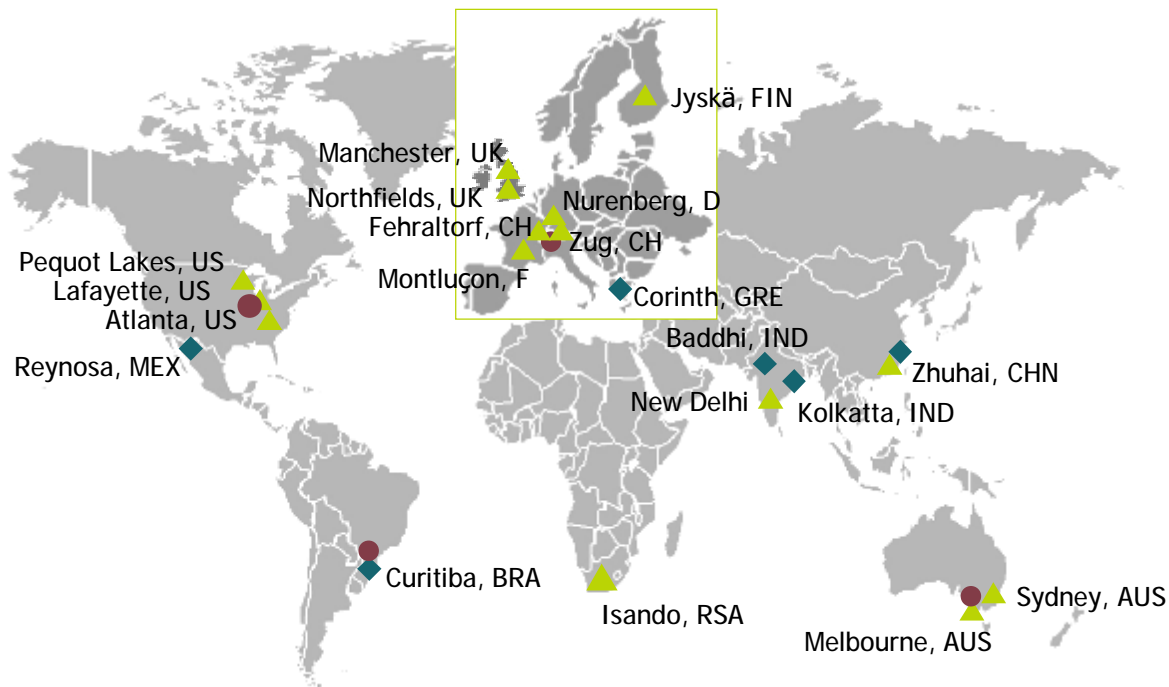 Jyskä, FIN
Manchester, UK
Northfields, UK
Nurenberg, D
Fehraltorf, CH
Zug, CH
Montluçon, F
Pequot Lakes, US
Lafayette, US
Atlanta, US
Reynosa, MEX
Corinth, GRE
Baddhi, IND
Zhuhai, CHN
New Delhi
Kolkatta, IND
Curitiba, BRA
Isando, RSA
Sydney, AUS
Melbourne, AUS